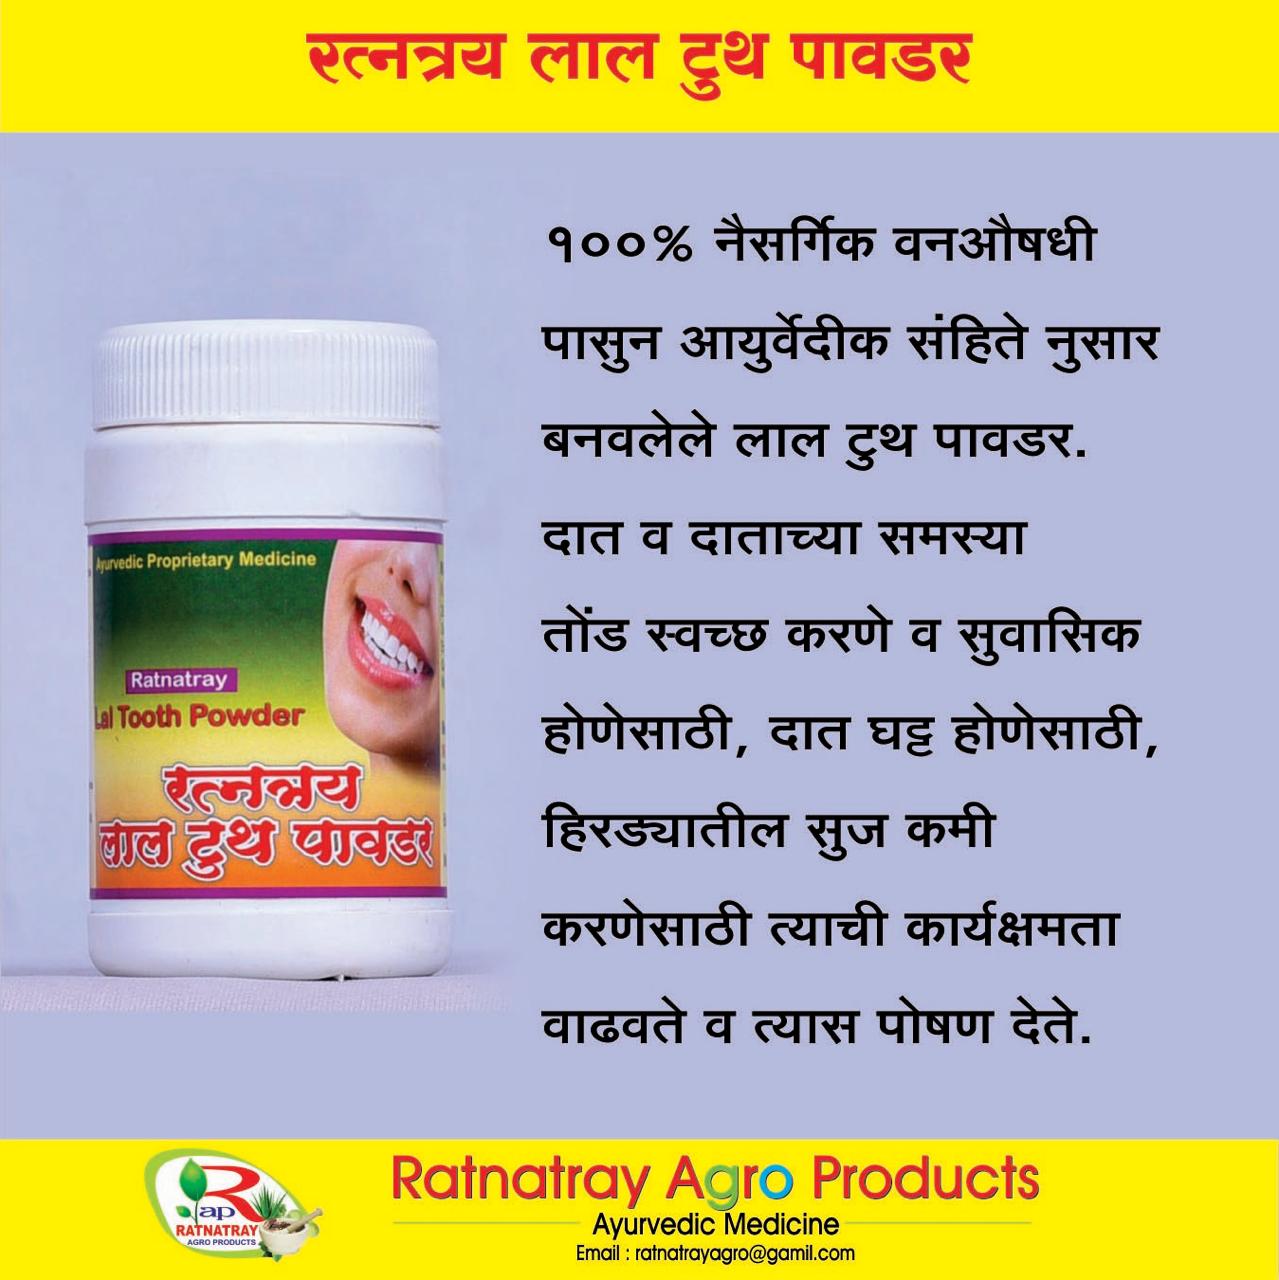 रत्नत्रय लाल टुथ पावडर
१००% नैसर्गिक वनऔषधी
पासुन आयुर्वेदीक संहिते नुसार
बनवलेले लाल टुथ पावडर.
दात व दाताच्या समस्या
तोंड स्वच्छ करणे व सुवासिक
होणेसाठी, दात घट्ट होणेसाठी,
हिरड्यातील सुज कमी
करणेसाठी त्याची कार्यक्षमता
वाढवते व त्यास पोषण देते.
Ayurvedic Proprietary Medicine
Ratnatray
Lal Tooth Powder
रत्नत्रय
लाल टुथ पावडर
R
ap
RATNATRAY
AGRO PRODUCTS
Ratnatray Agro Products
Ayurvedic Medicine
Email : ratnatrayagro@gamil.com